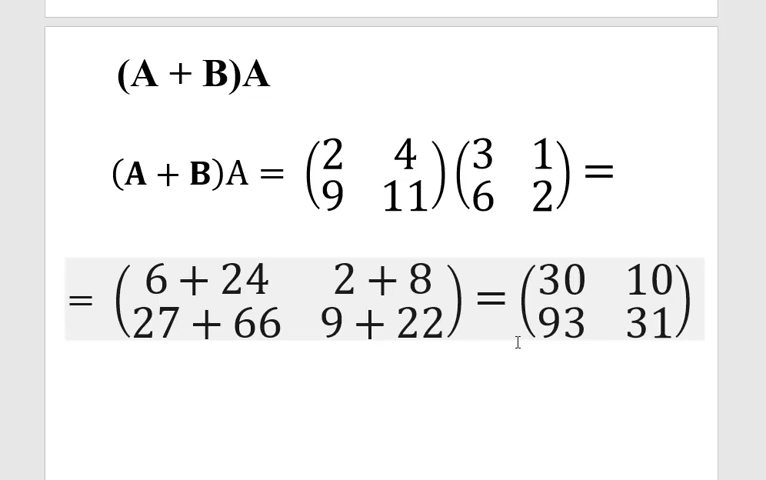 (A + B)A
(A + B)A = (2 4 9 11)(3 1 6 2) =
= (6 + 24 2 + 8 27 + 66 9 + 22) = (30 10 93 31)